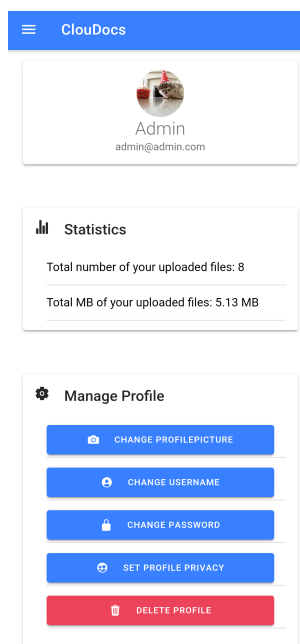 ClouDocs
Admin
admin@admin.com
Statistics
Total number of your uploaded files: 8
Total MB of your uploaded files: 5.13 MB
Manage Profile
CHANGE PROFILEPICTURE
CHANGE USERNAME
CHANGE PASSWORD
SET PROFILE PRIVACY
DELETE PROFILE